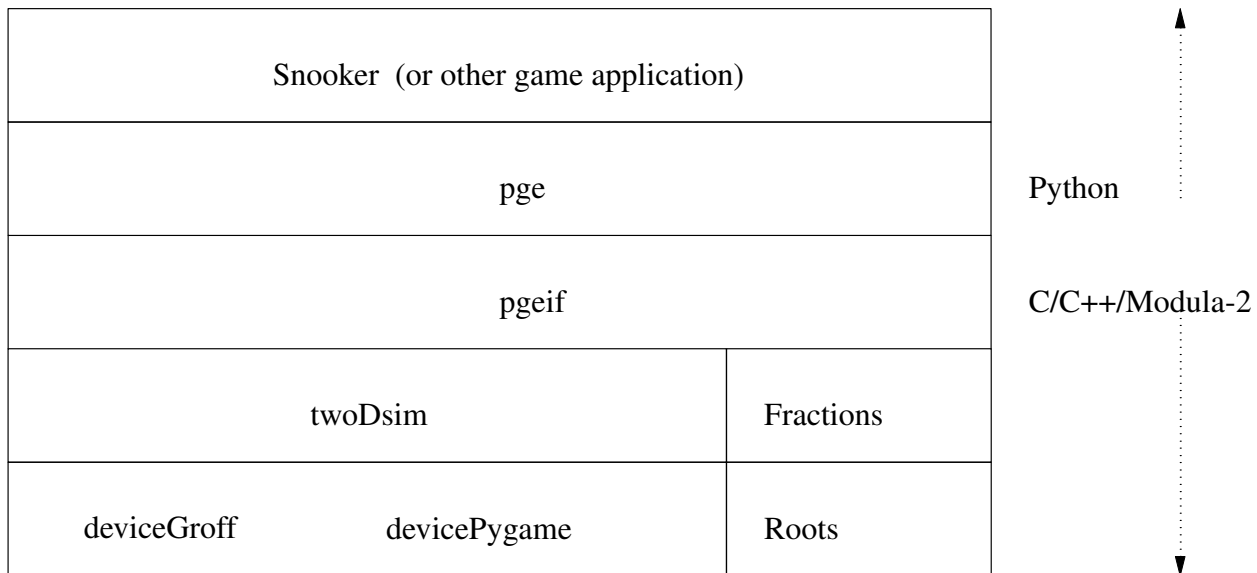 Snooker (or other game application)
pge
Python
pgeif
C/C++/Modula-2
twoDsim
Fractions
deviceGroff
devicePygame
Roots